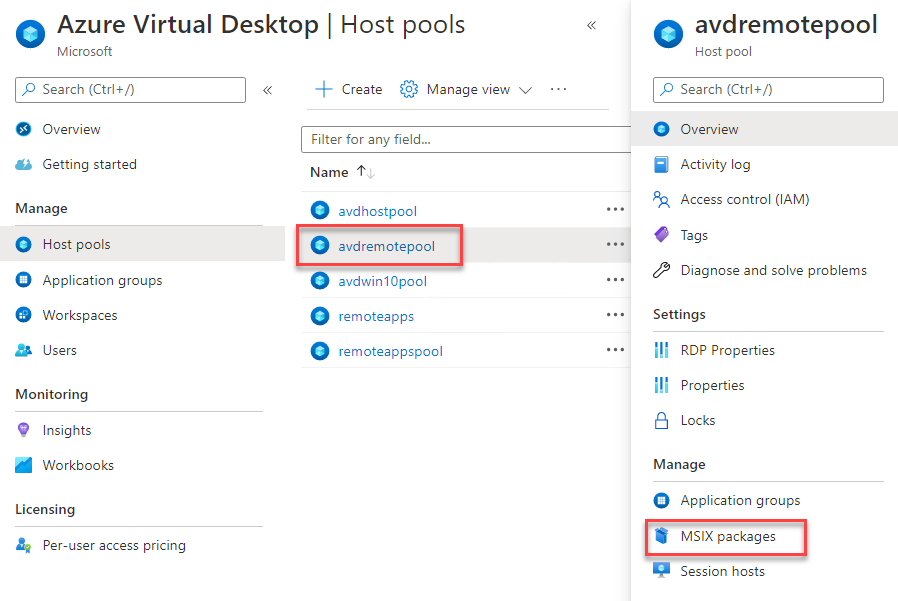 Azure Virtual Desktop | Host pools
Microsoft
Search (Ctrl+/)
Overview
Getting started
Manage
Host pools
Application groups
Workspaces
Users
Monitoring
Insights
Workbooks
Licensing
Per-user access pricing
Create
Manage view
Filter for any field...
Name
avdhostpool
avdremotepool
avdwin10pool
remoteapps
remoteappspool
avdremotepool
Host pool
Search (Ctrl+/)
Overview
Activity log
Access control (IAM)
Tags
Diagnose and solve problems
Settings
RDP Properties
Properties
Locks
Manage
Application groups
MSIX packages
Session hosts